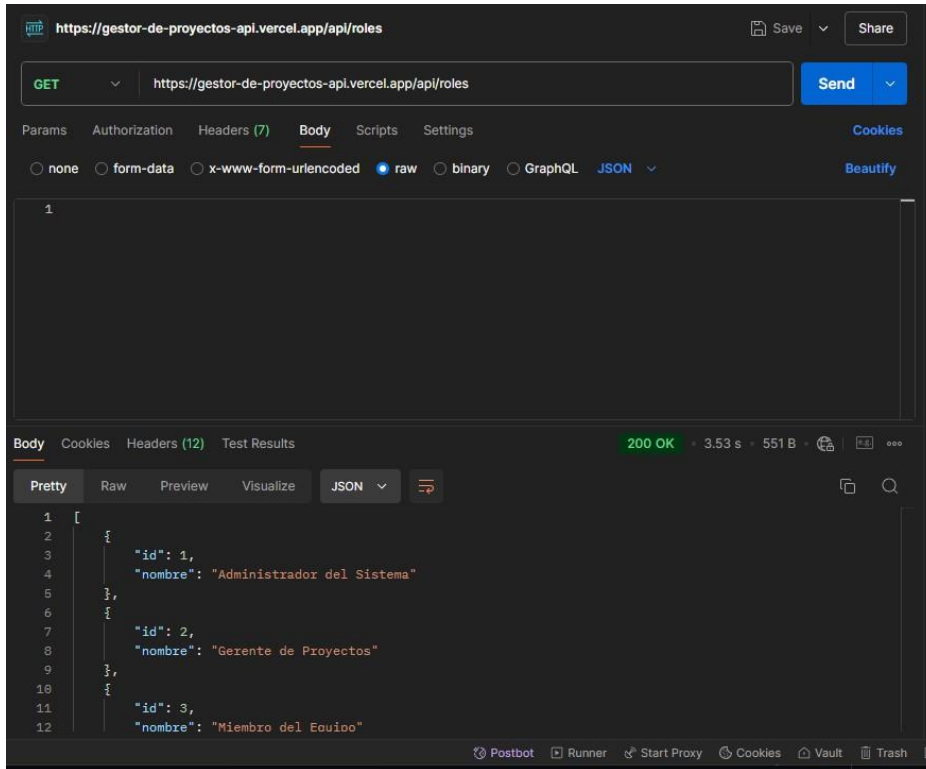 HTTP https://gestor-de-proyectos-api.vercel.app/api/roles Save Share
GET https://gestor-de-proyectos-api.vercel.app/api/roles Send
Params Authorization Headers (7) Body Scripts Settings Cookies
none form-data x-www-form-urlencoded raw binary GraphQL JSON Beautify
1
Body Cookies Headers (12) Test Results 200 OK 3.53 s 551 B
Pretty Raw Preview Visualize JSON
1 [
2 {
3 "id": 1,
4 "nombre": "Administrador del Sistema"
5 },
6 {
7 "id": 2,
8 "nombre": "Gerente de Proyectos"
9 },
10 {
11 "id": 3,
12 "nombre": "Miembro del Equipo"
Postbot Runner Start Proxy Cookies Vault Trash